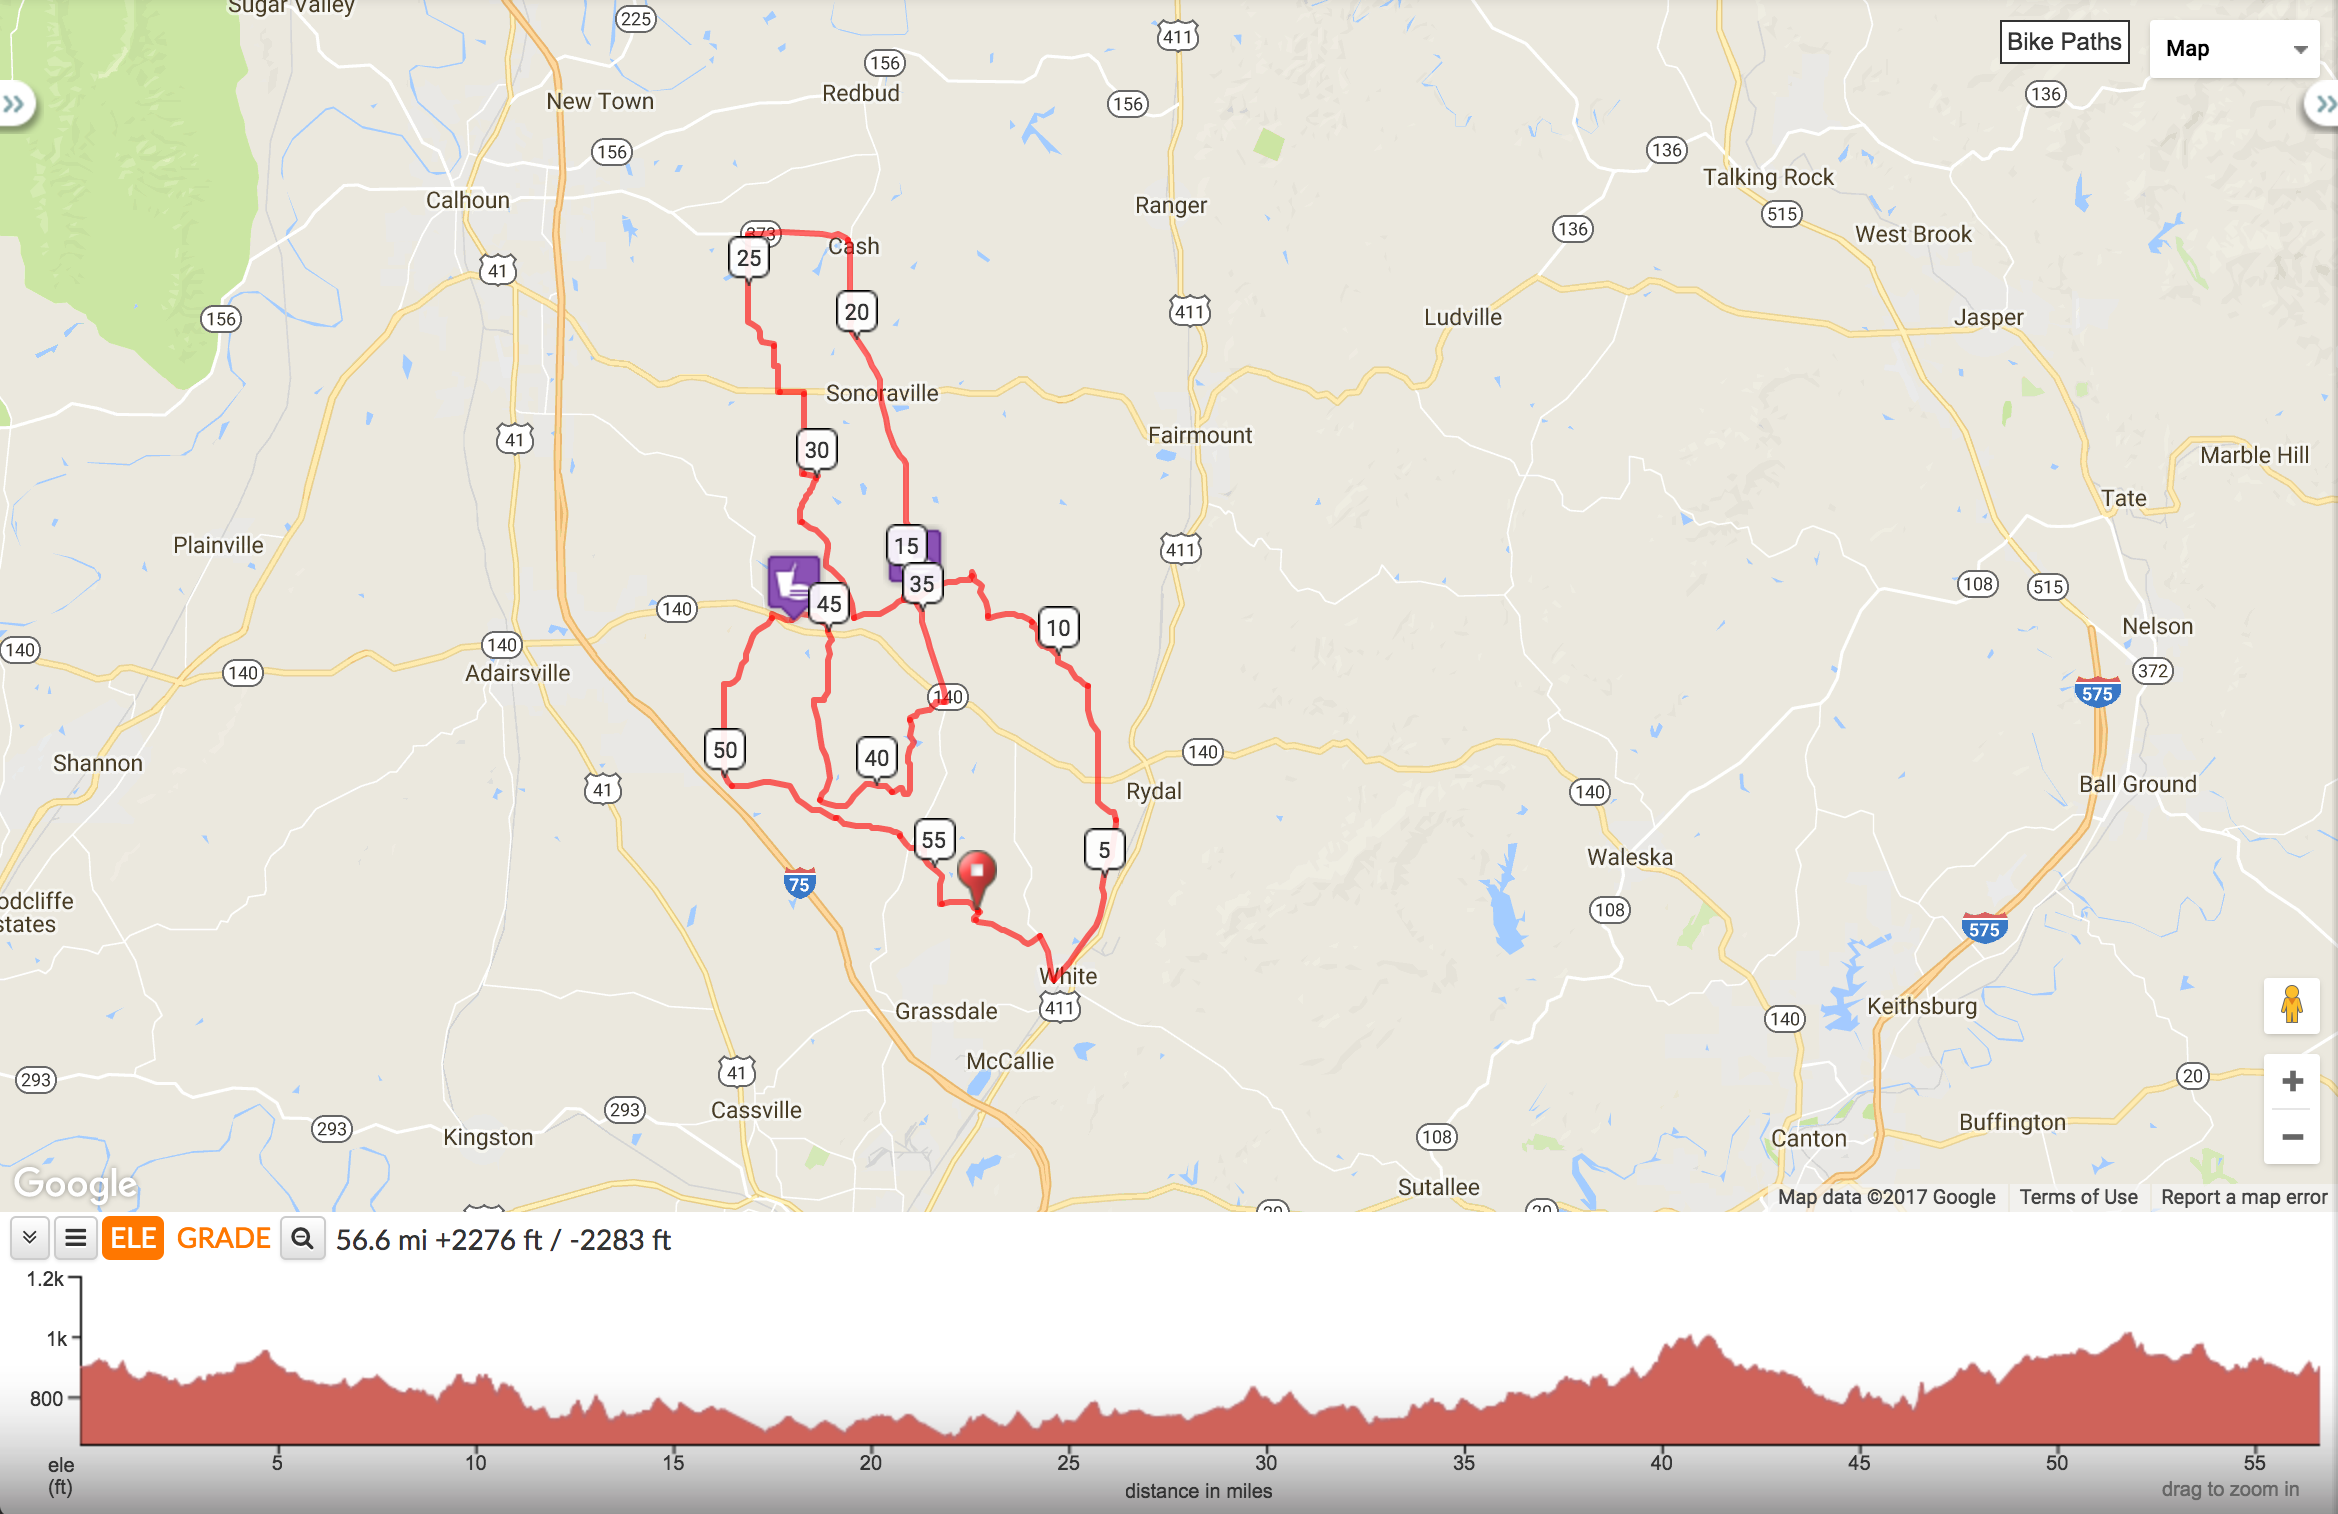 Sugar Valley
225
411
Bike Paths
Map
156
Redbud
New Town
156
136
156
136
Talking Rock
Calhoun
Ranger
515
136
West Brook
373
Cash
25
41
20
411
156
Ludville
Jasper
Sonoraville
41
30
Fairmount
Marble Hill
Tate
Plainville
15
411
35
108
515
45
140
10
Nelson
140
140
140
Adairsville
372
140
575
50
40
140
Shannon
41
Rydal
140
Ball Ground
55
5
Waleska
75
odcliffe
states
108
575
White
411
Grassdale
Keithsburg
140
McCallie
41
293
20
Cassville
293
293
Kingston
108
Canton
Buffington
Google
Sutallee
20
20
Map data ©2017 Google
Terms of Use
Report a map error
ELE
GRADE
56.6 mi +2276 ft / -2283 ft
1.2k
1k
800
ele
(ft)
5 10 15 20 25 30 35 40 45 50 55
distance in miles
drag to zoom in